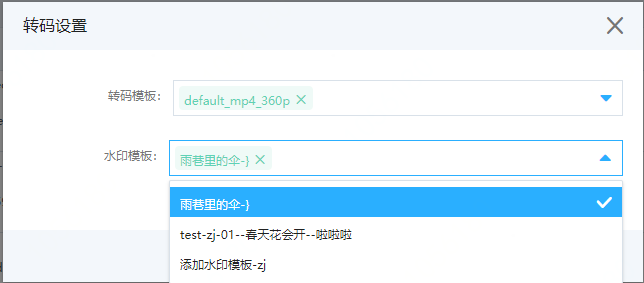 转码设置
转码模板：
default_mp4_360p
水印模板：
雨巷里的伞-}
雨巷里的伞-}
test-zj-01--春天花会开--啦啦啦
添加水印模板-zj